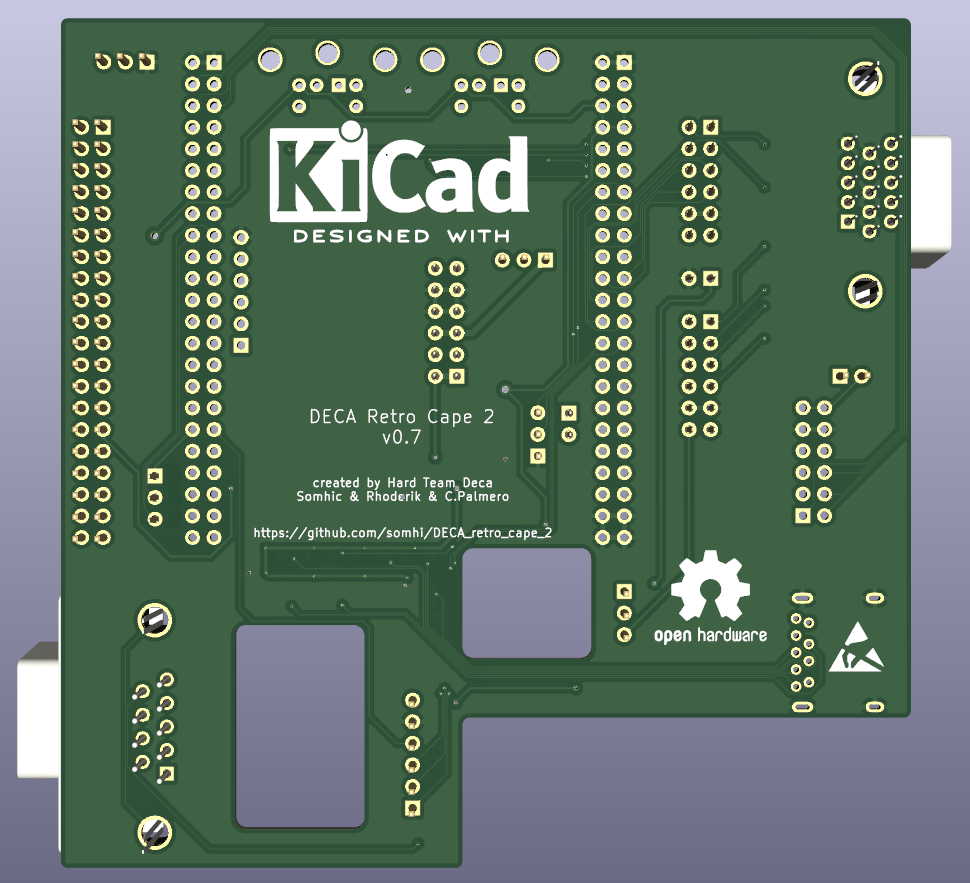 KiCad
DESIGNED WITH
DECA Retro Cape 2
v0.7
created by Hard Team Deca
Somhic & Rhoderik & C.Palmero
https://github.com/somhi/DECA_retro_cape_2
open hardware